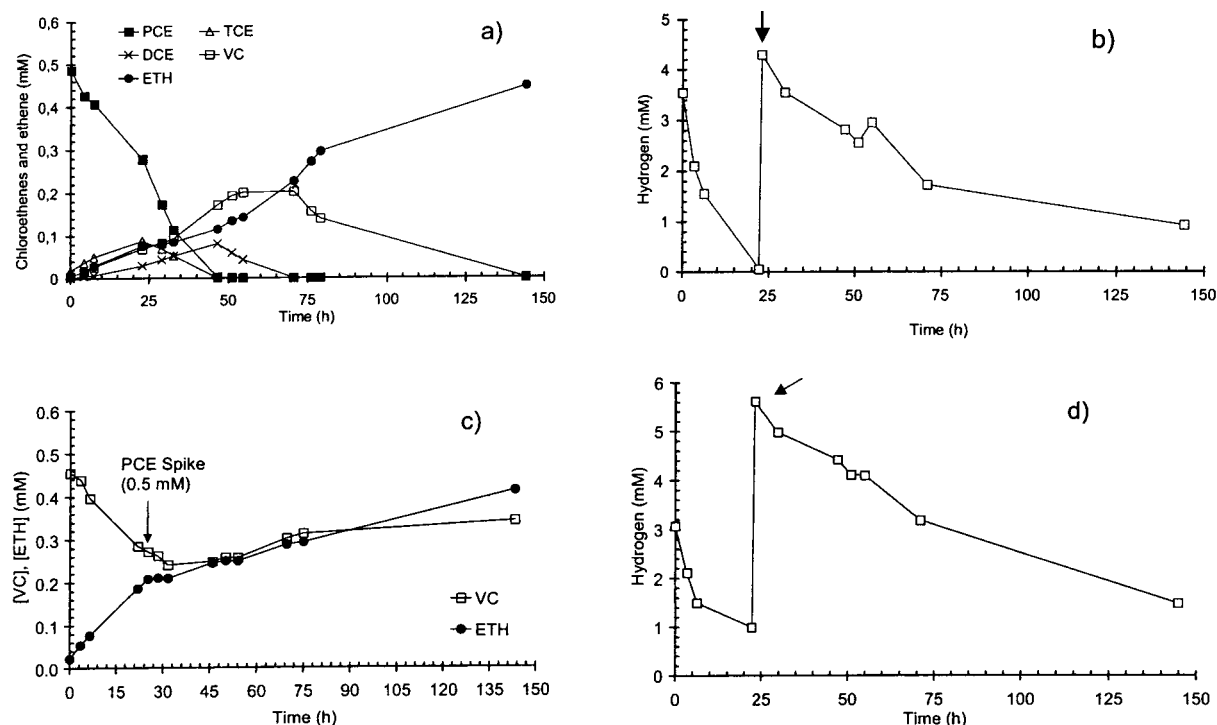 0,6
0,5
0,4
0,3
0,2
0,1
0
Chloroethenes and ethene (mM)
PCE
TCE
DCE
VC
ETH
a)
0
25
50
75
100
125
150
Time (h)
5
4
3
2
1
0
Hydrogen (mM)
b)
0
25
50
75
100
125
150
Time (h)
0.6
0.5
0.4
0.3
0.2
0.1
0.0
[VC], [ETH] (mM)
c)
PCE Spike
(0.5 mM)
VC
ETH
0
15
30
45
60
75
90
105
120
135
150
Time (h)
6
5
4
3
2
1
0
Hydrogen (mM)
d)
0
25
50
75
100
125
150
Time (h)